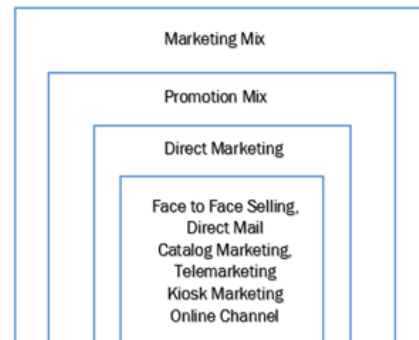 Marketing Mix
Promotion Mix
Direct Marketing
Face to Face Selling,
Direct Mail
Catalog Marketing,
Telemarketing
Kiosk Marketing
Online Channel